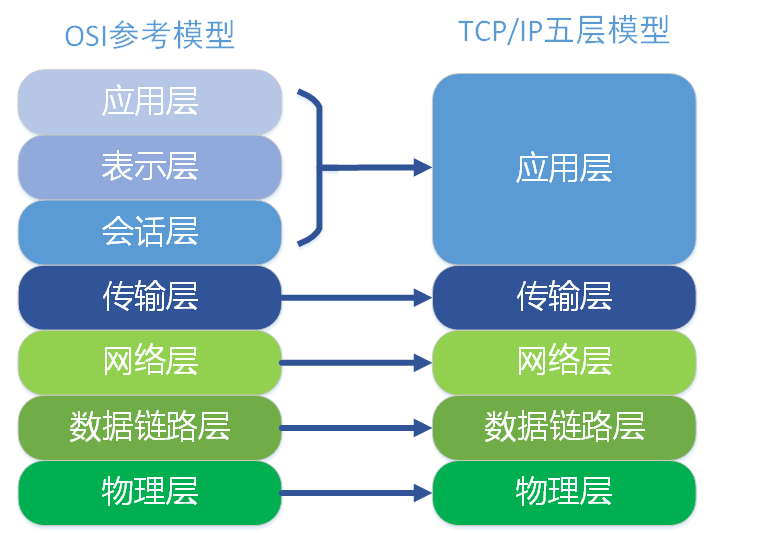 OSI参考模型
TCP/IP五层模型
应用层
表示层
会话层
传输层
网络层
数据链路层
物理层
应用层
传输层
网络层
数据链路层
物理层